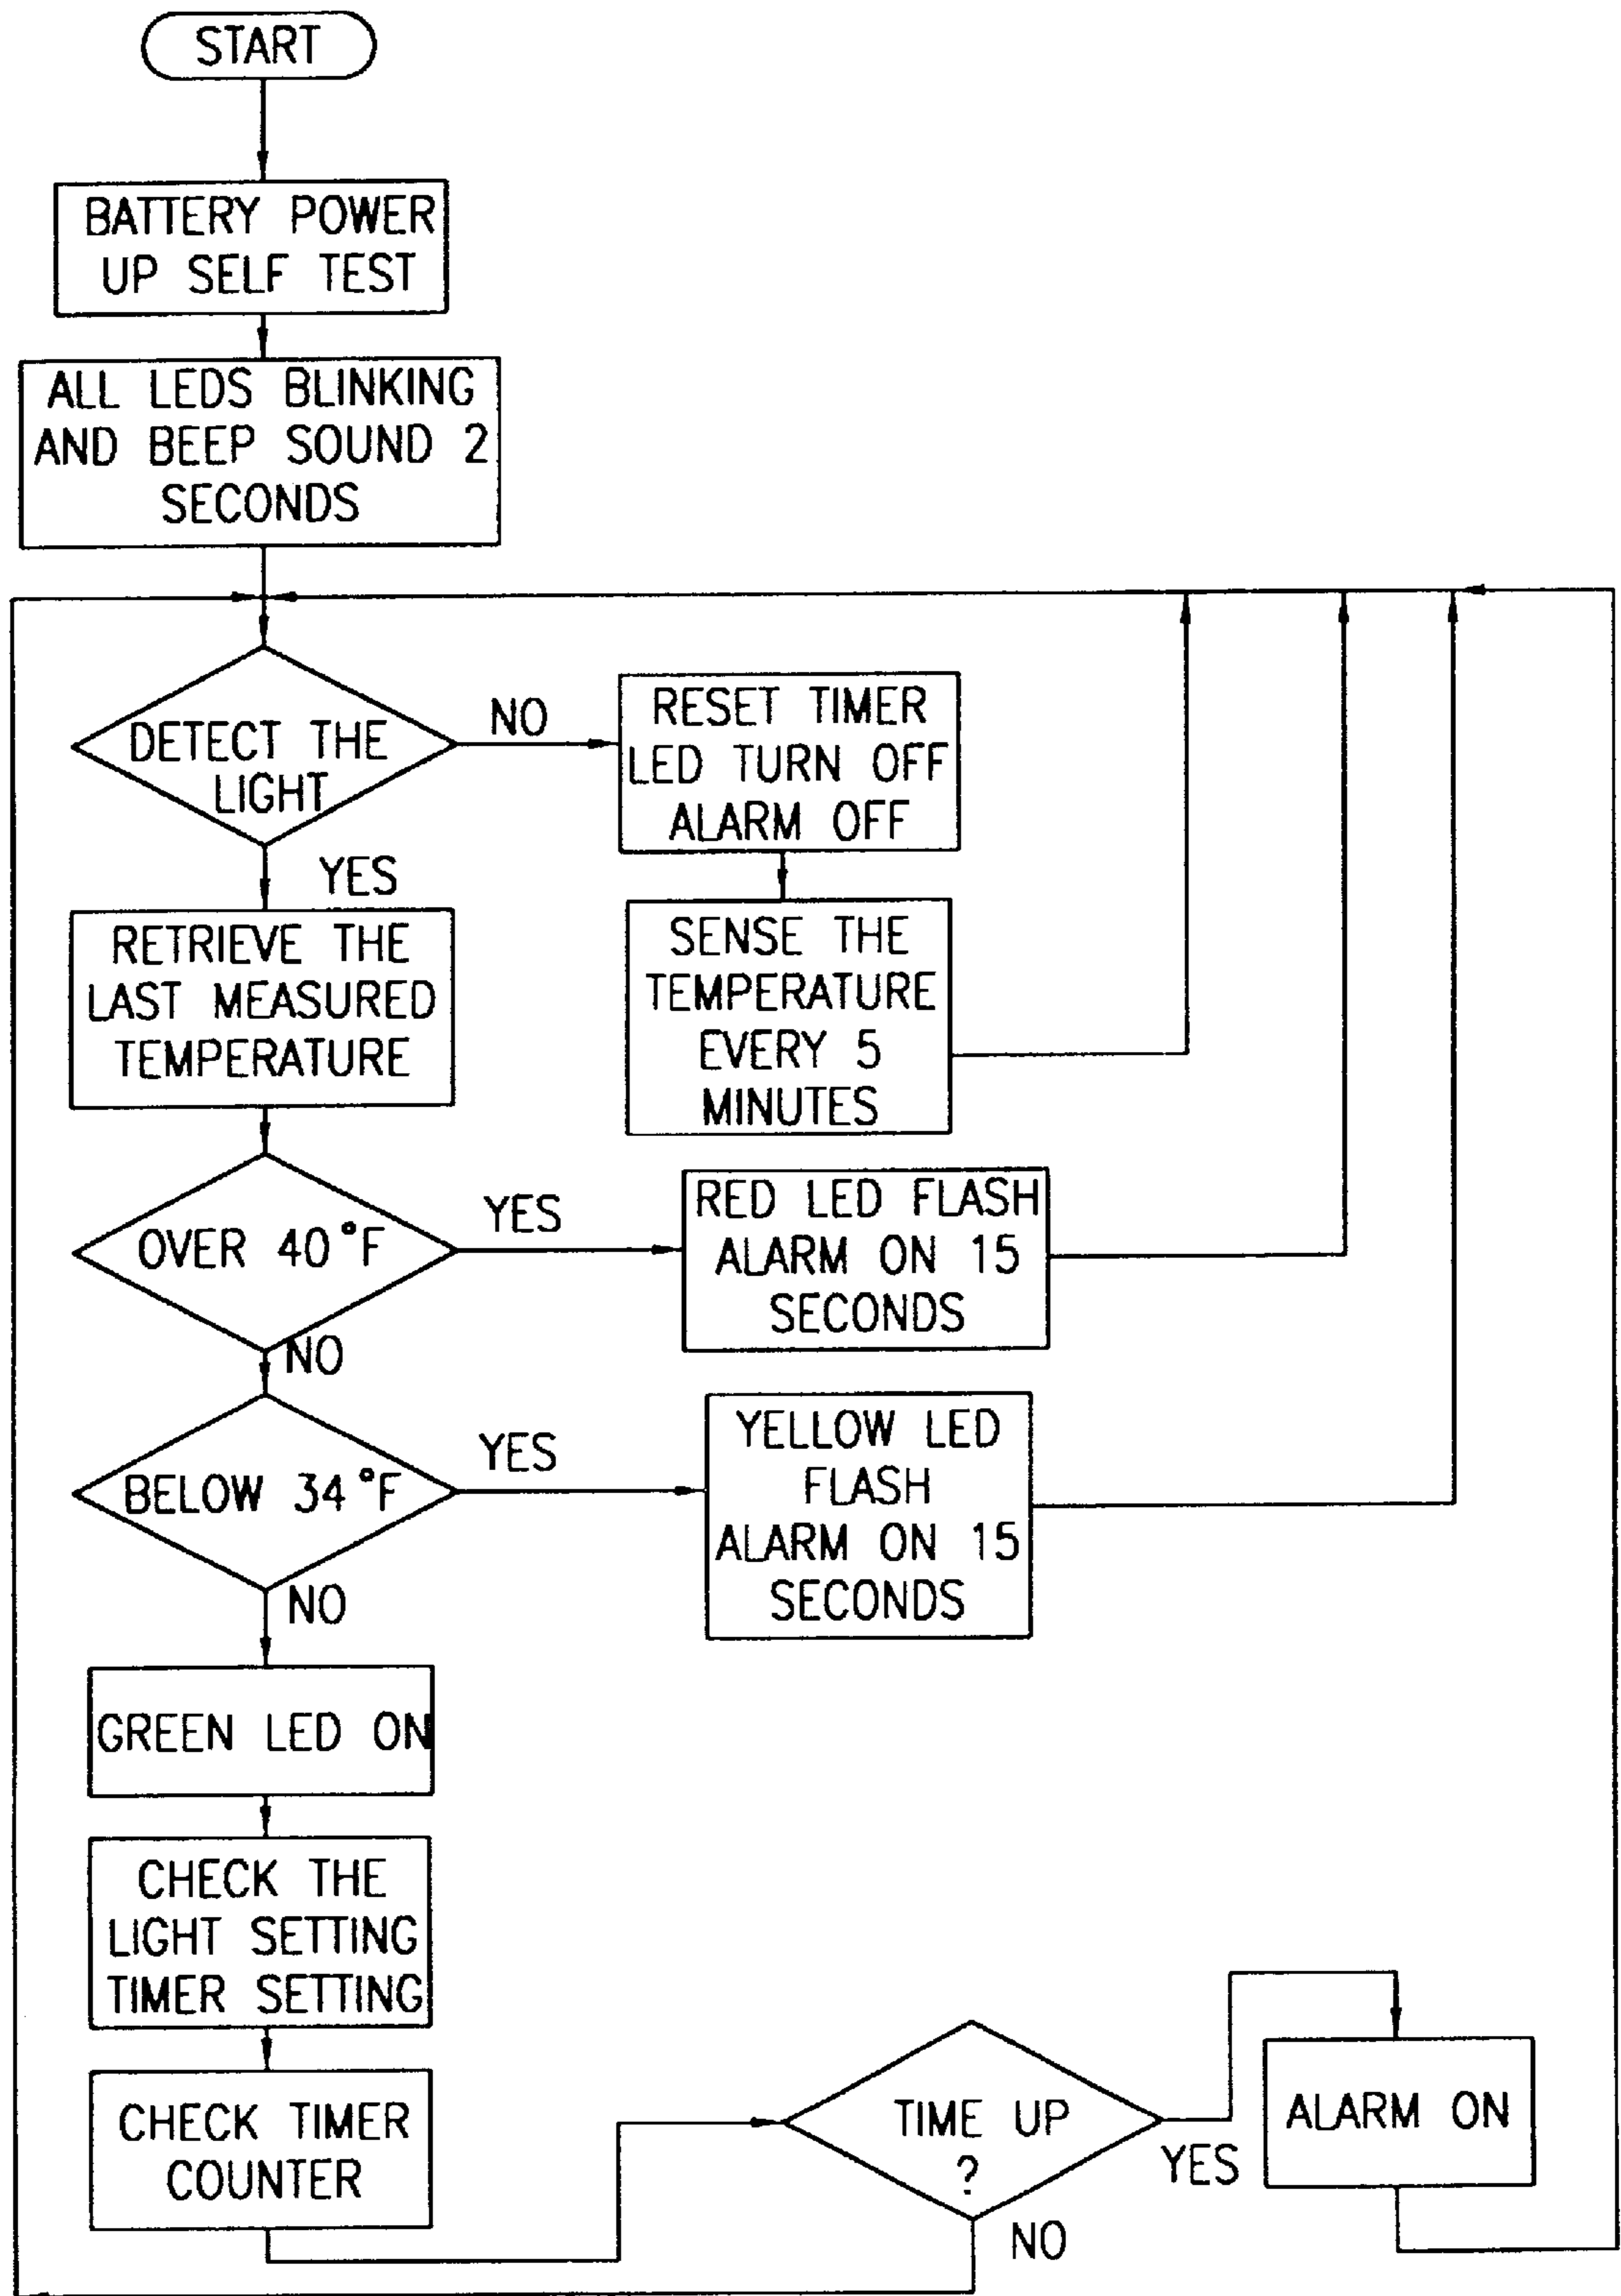 START
BATTERY POWER
UP SELF TEST
ALL LEDS BLINKING
AND BEEP SOUND 2
SECONDS
DETECT THE
LIGHT
NO
RESET TIMER
LED TURN OFF
ALARM OFF
YES
SENSE THE
TEMPERATURE
EVERY 5
MINUTES
RETRIEVE THE
LAST MEASURED
TEMPERATURE
OVER 40°F
YES
RED LED FLASH
ALARM ON 15
SECONDS
NO
BELOW 34°F
YES
YELLOW LED
FLASH
ALARM ON 15
SECONDS
NO
GREEN LED ON
CHECK THE
LIGHT SETTING
TIMER SETTING
CHECK TIMER
COUNTER
TIME UP
?
YES
ALARM ON
NO